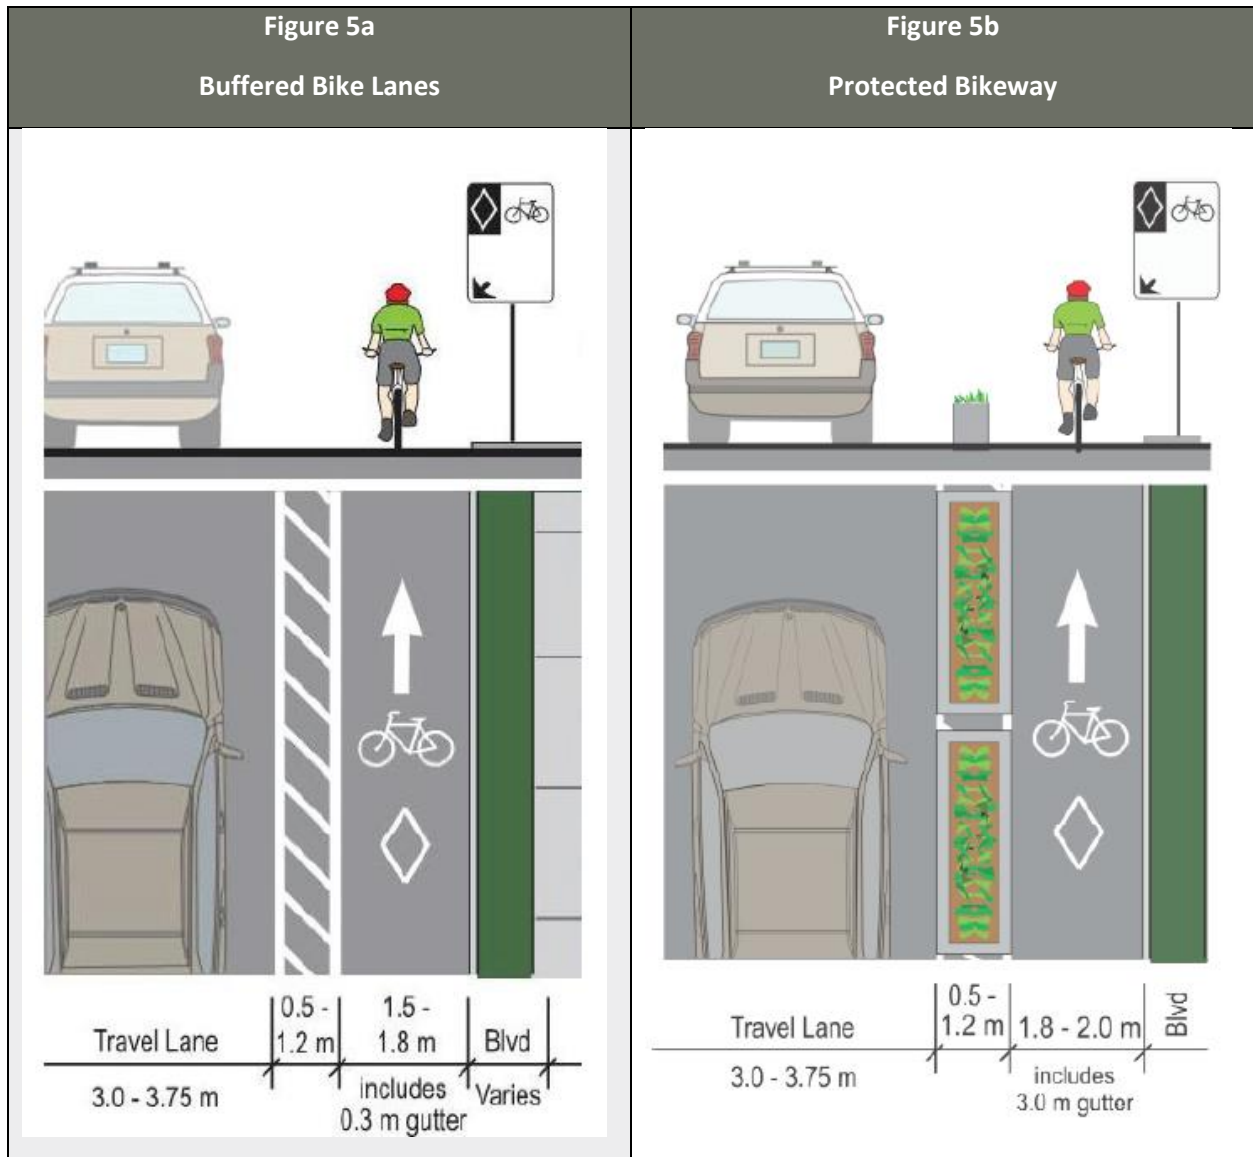 Figure 5a
Buffered Bike Lanes
Figure 5b
Protected Bikeway
0.5 -
1.2 m
1.5 -
1.8 m
Travel Lane
Blvd
3.0 - 3.75 m
includes
0.3 m gutter
Varies
0.5 -
1.2 m
1.8 - 2.0 m
Travel Lane
Blvd
3.0 - 3.75 m
includes
3.0 m gutter